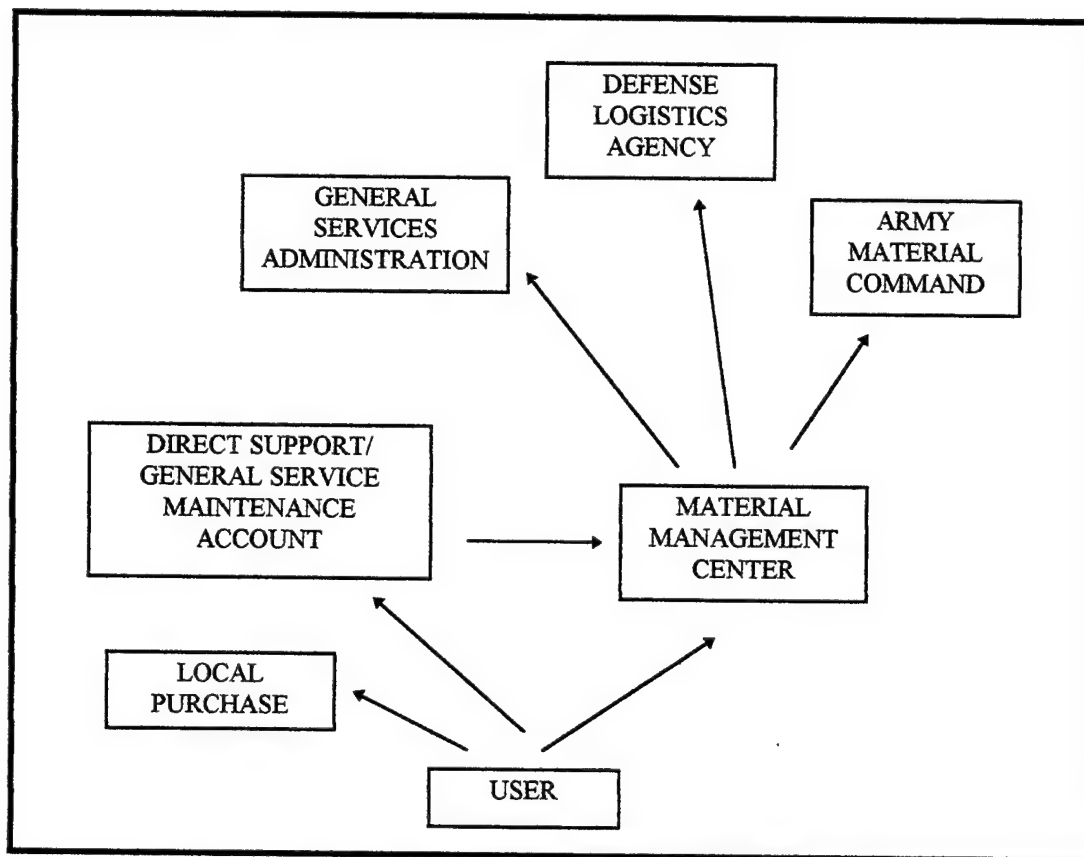 DEFENSE
LOGISTICS
AGENCY
GENERAL
SERVICES
ADMINISTRATION
ARMY
MATERIAL
COMMAND
DIRECT SUPPORT/
GENERAL SERVICE
MAINTENANCE
ACCOUNT
MATERIAL
MANAGEMENT
CENTER
LOCAL
PURCHASE
USER